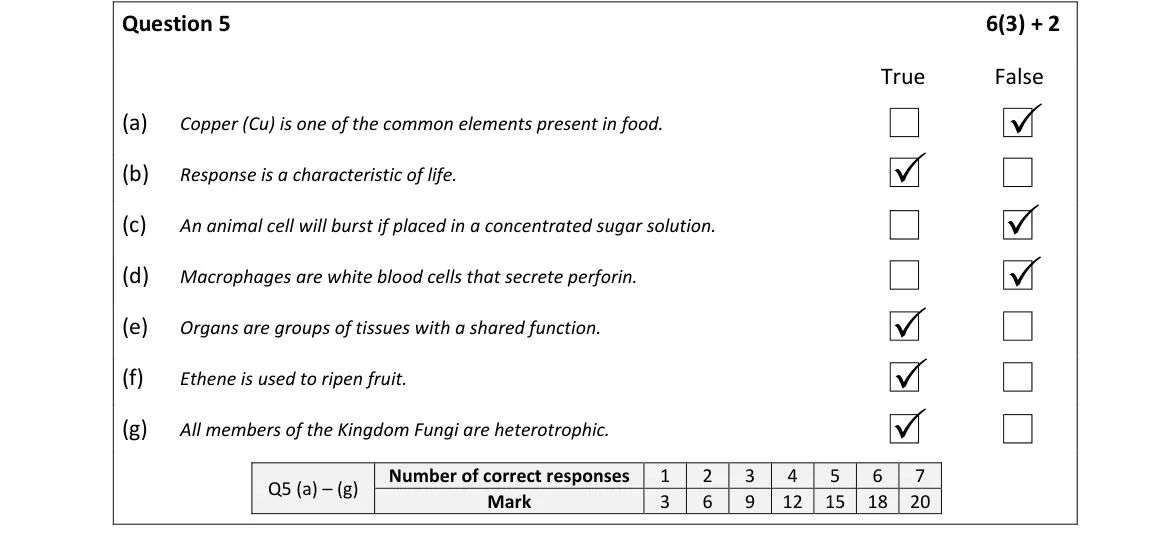 Question 5 6(3) + 2
True False
(a) Copper (Cu) is one of the common elements present in food.
(b) Response is a characteristic of life.
(c) An animal cell will burst if placed in a concentrated sugar solution.
(d) Macrophages are white blood cells that secrete perforin.
(e) Organs are groups of tissues with a shared function.
(f) Ethene is used to ripen fruit.
(g) All members of the Kingdom Fungi are heterotrophic.
Q5 (a) – (g)
Number of correct responses 1 2 3 4 5 6 7
Mark 3 6 9 12 15 18 20